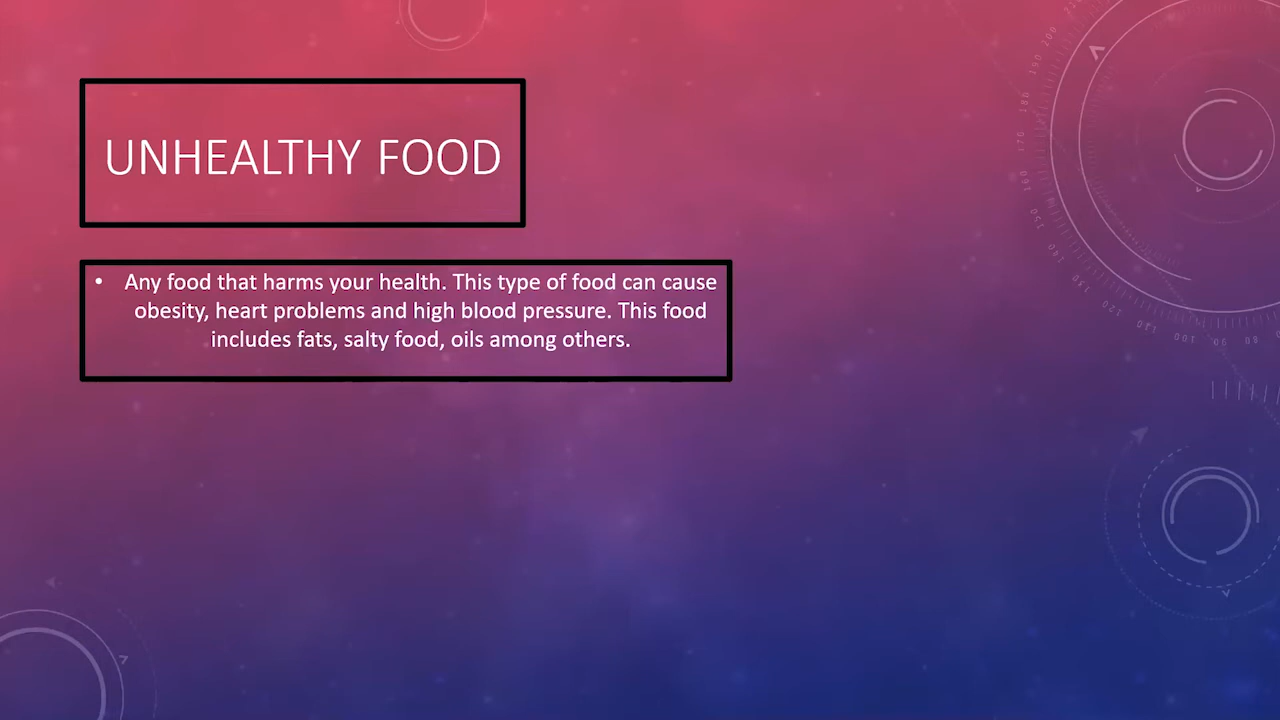 UNHEALTHY FOOD
• Any food that harms your health. This type of food can cause
obesity, heart problems and high blood pressure. This food
includes fats, salty food, oils among others.